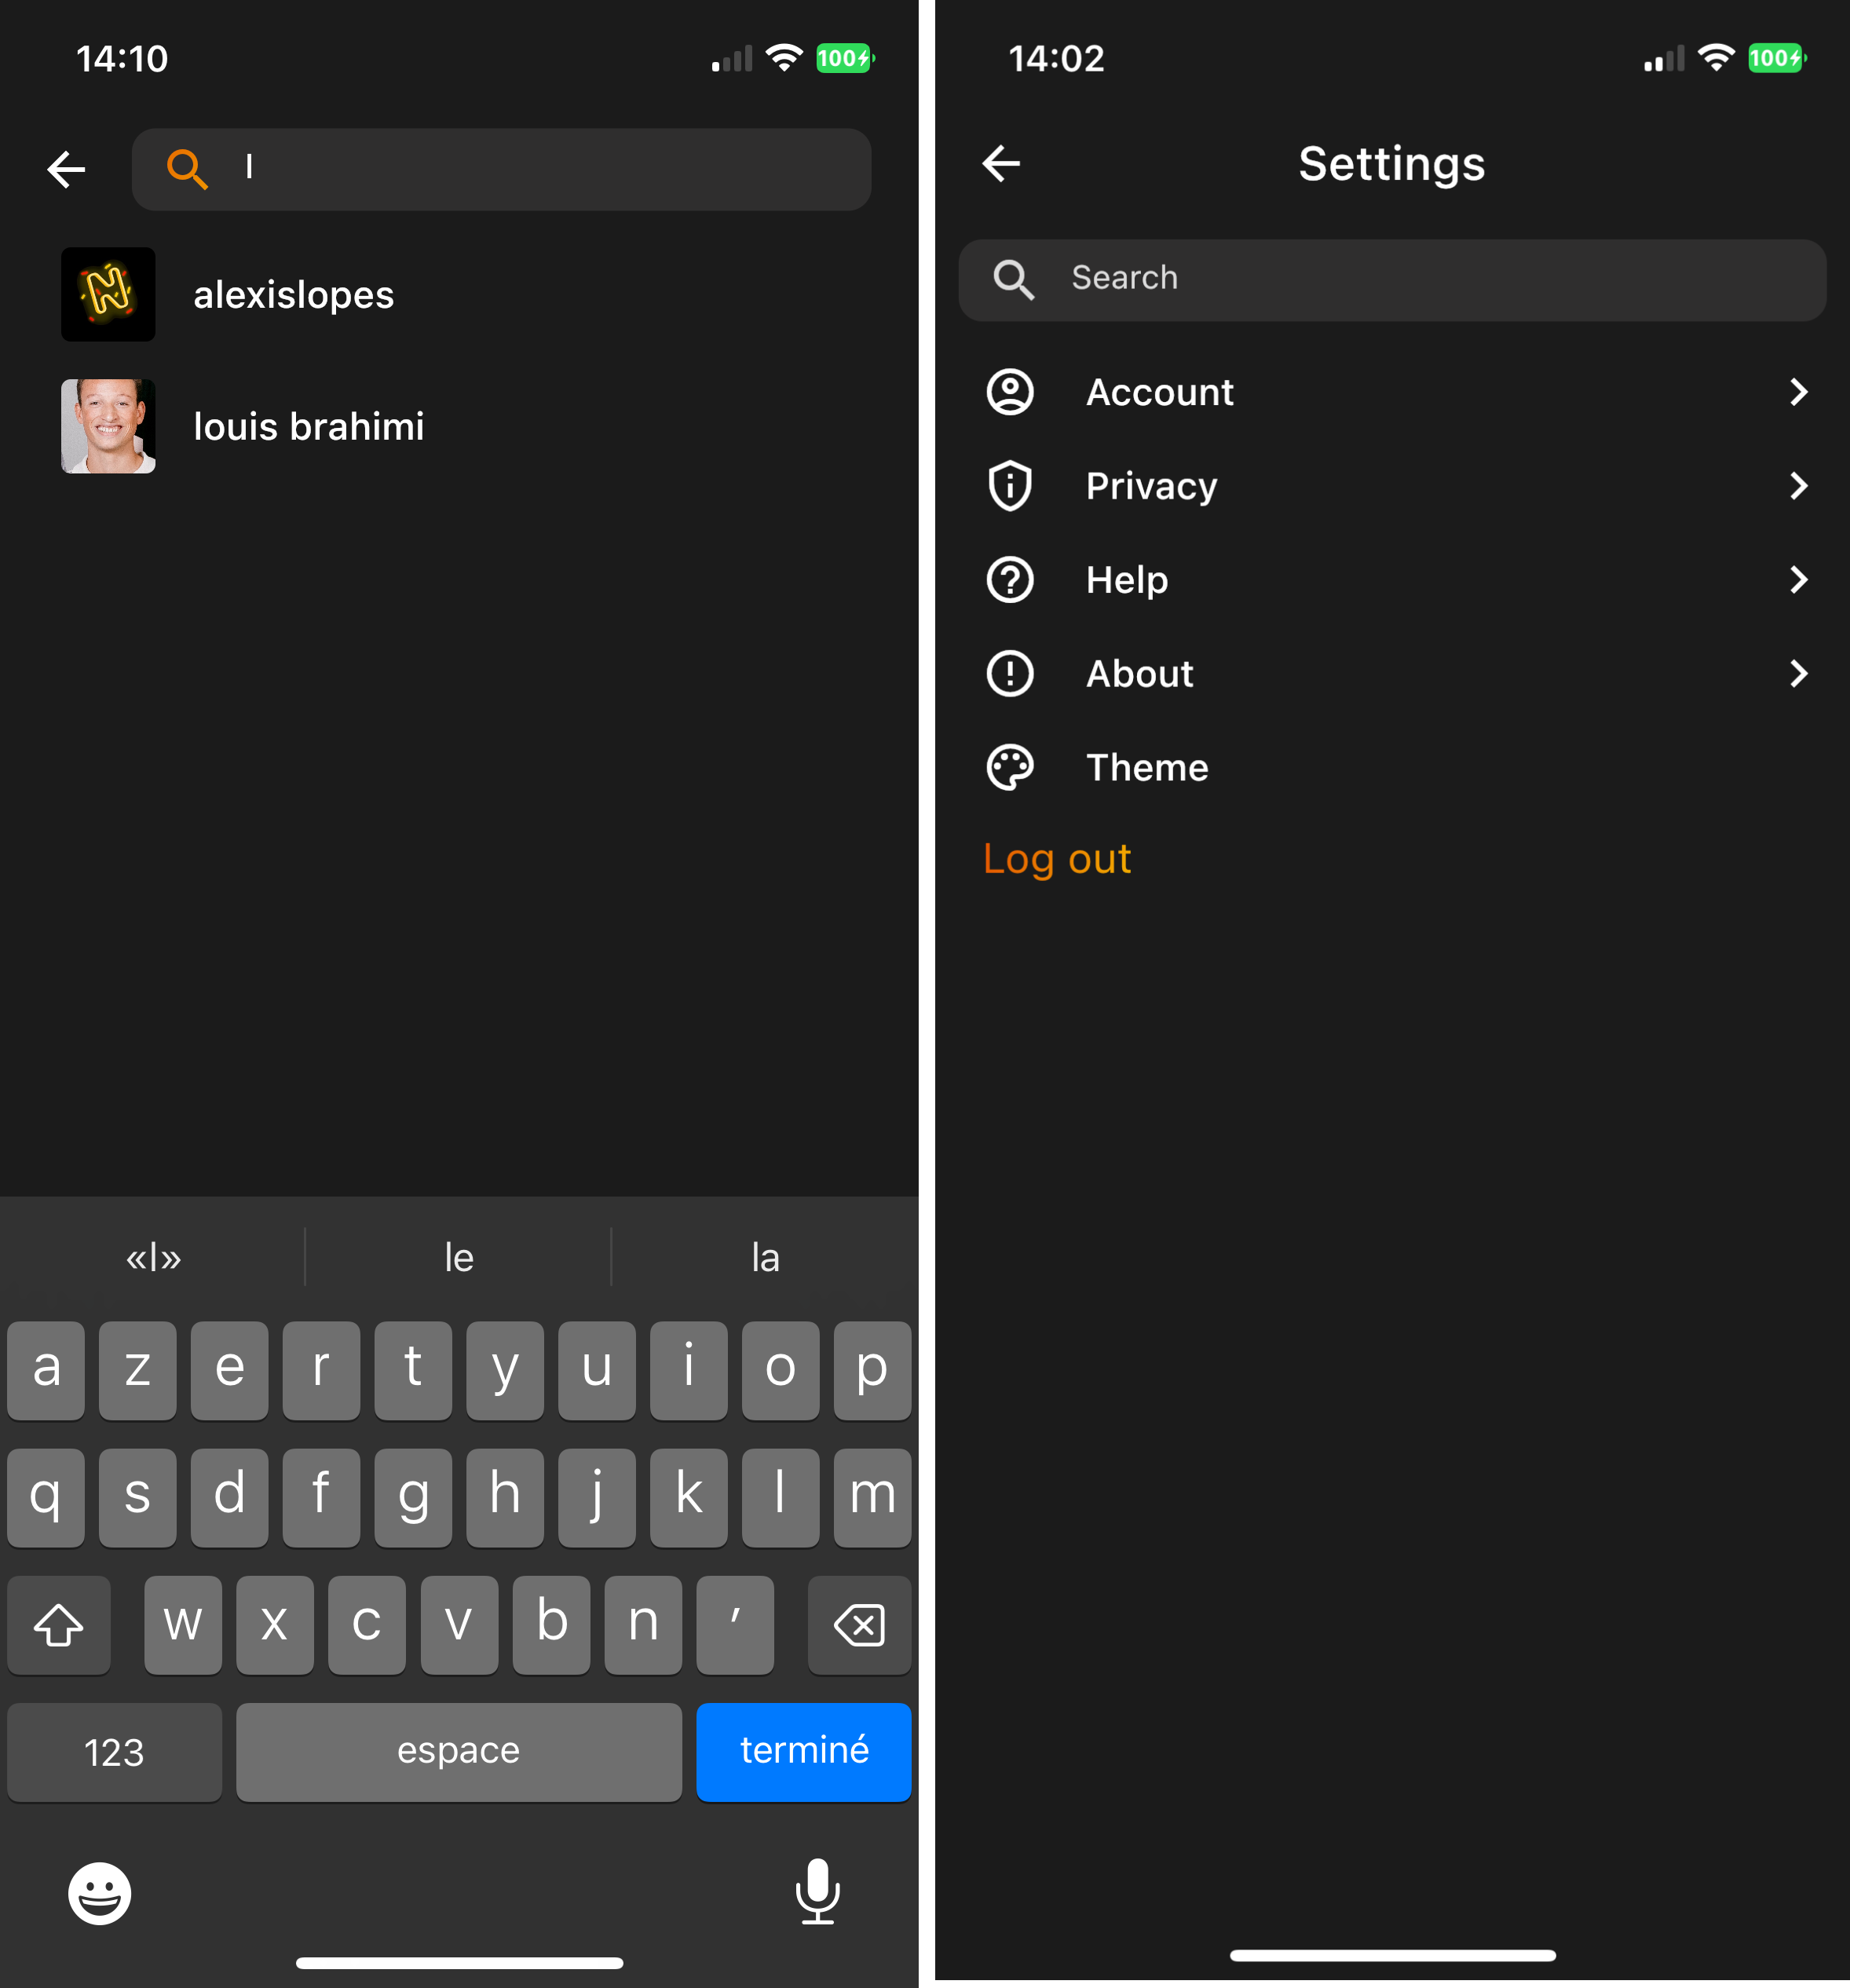 14:10
100
l
alexislopes
louis brahimi
«l» le la
a z e r t y u i o p
q s d f g h j k l m
w x c v b n ’
123 espace terminé
14:02
100
Settings
Search
Account
Privacy
Help
About
Theme
Log out